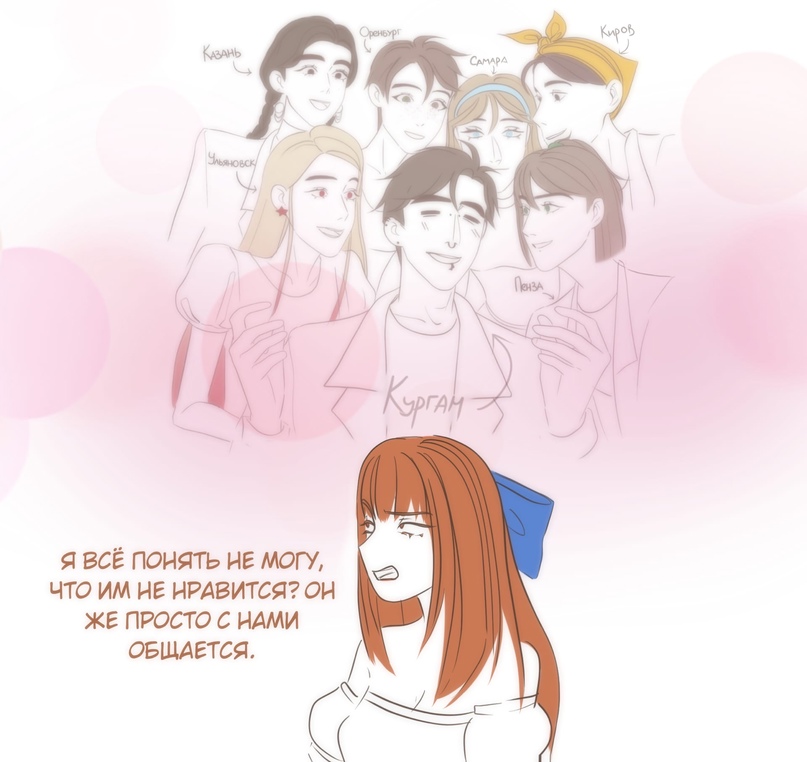 Казань
Оренбург
Самара
Киров
Ульяновск
Пенза
Курган
Я ВСЁ ПОНЯТЬ НЕ МОГУ,
ЧТО ИМ НЕ НРАВИТСЯ? ОН
ЖЕ ПРОСТО С НАМИ
ОБЩАЕТСЯ.